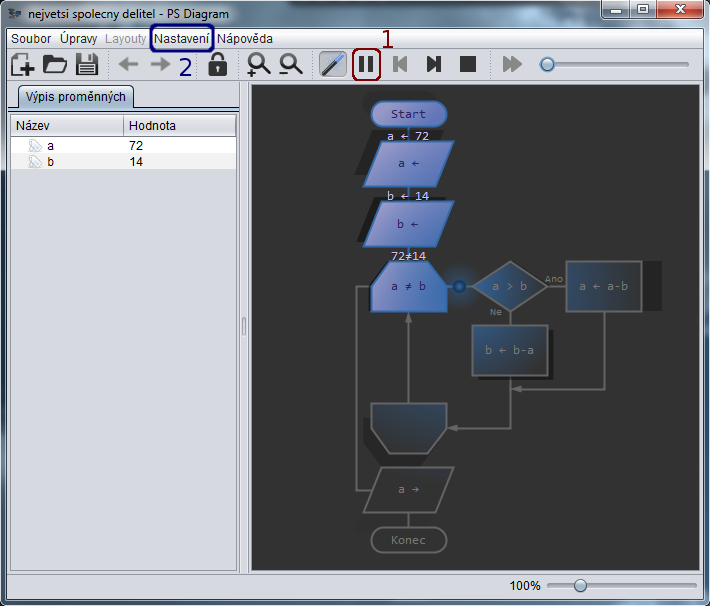 nejvetsi spolecny delitel - PS Diagram
Soubor Úpravy Layouty Nastavení Nápověda
1
2
Výpis proměnných
Název Hodnota
a 72
b 14
Start
a ← 72
a ←
b ← 14
b ←
72≠14
a ≠ b
a > b
Ano
a ← a-b
Ne
b ← b-a
a →
Konec
100%